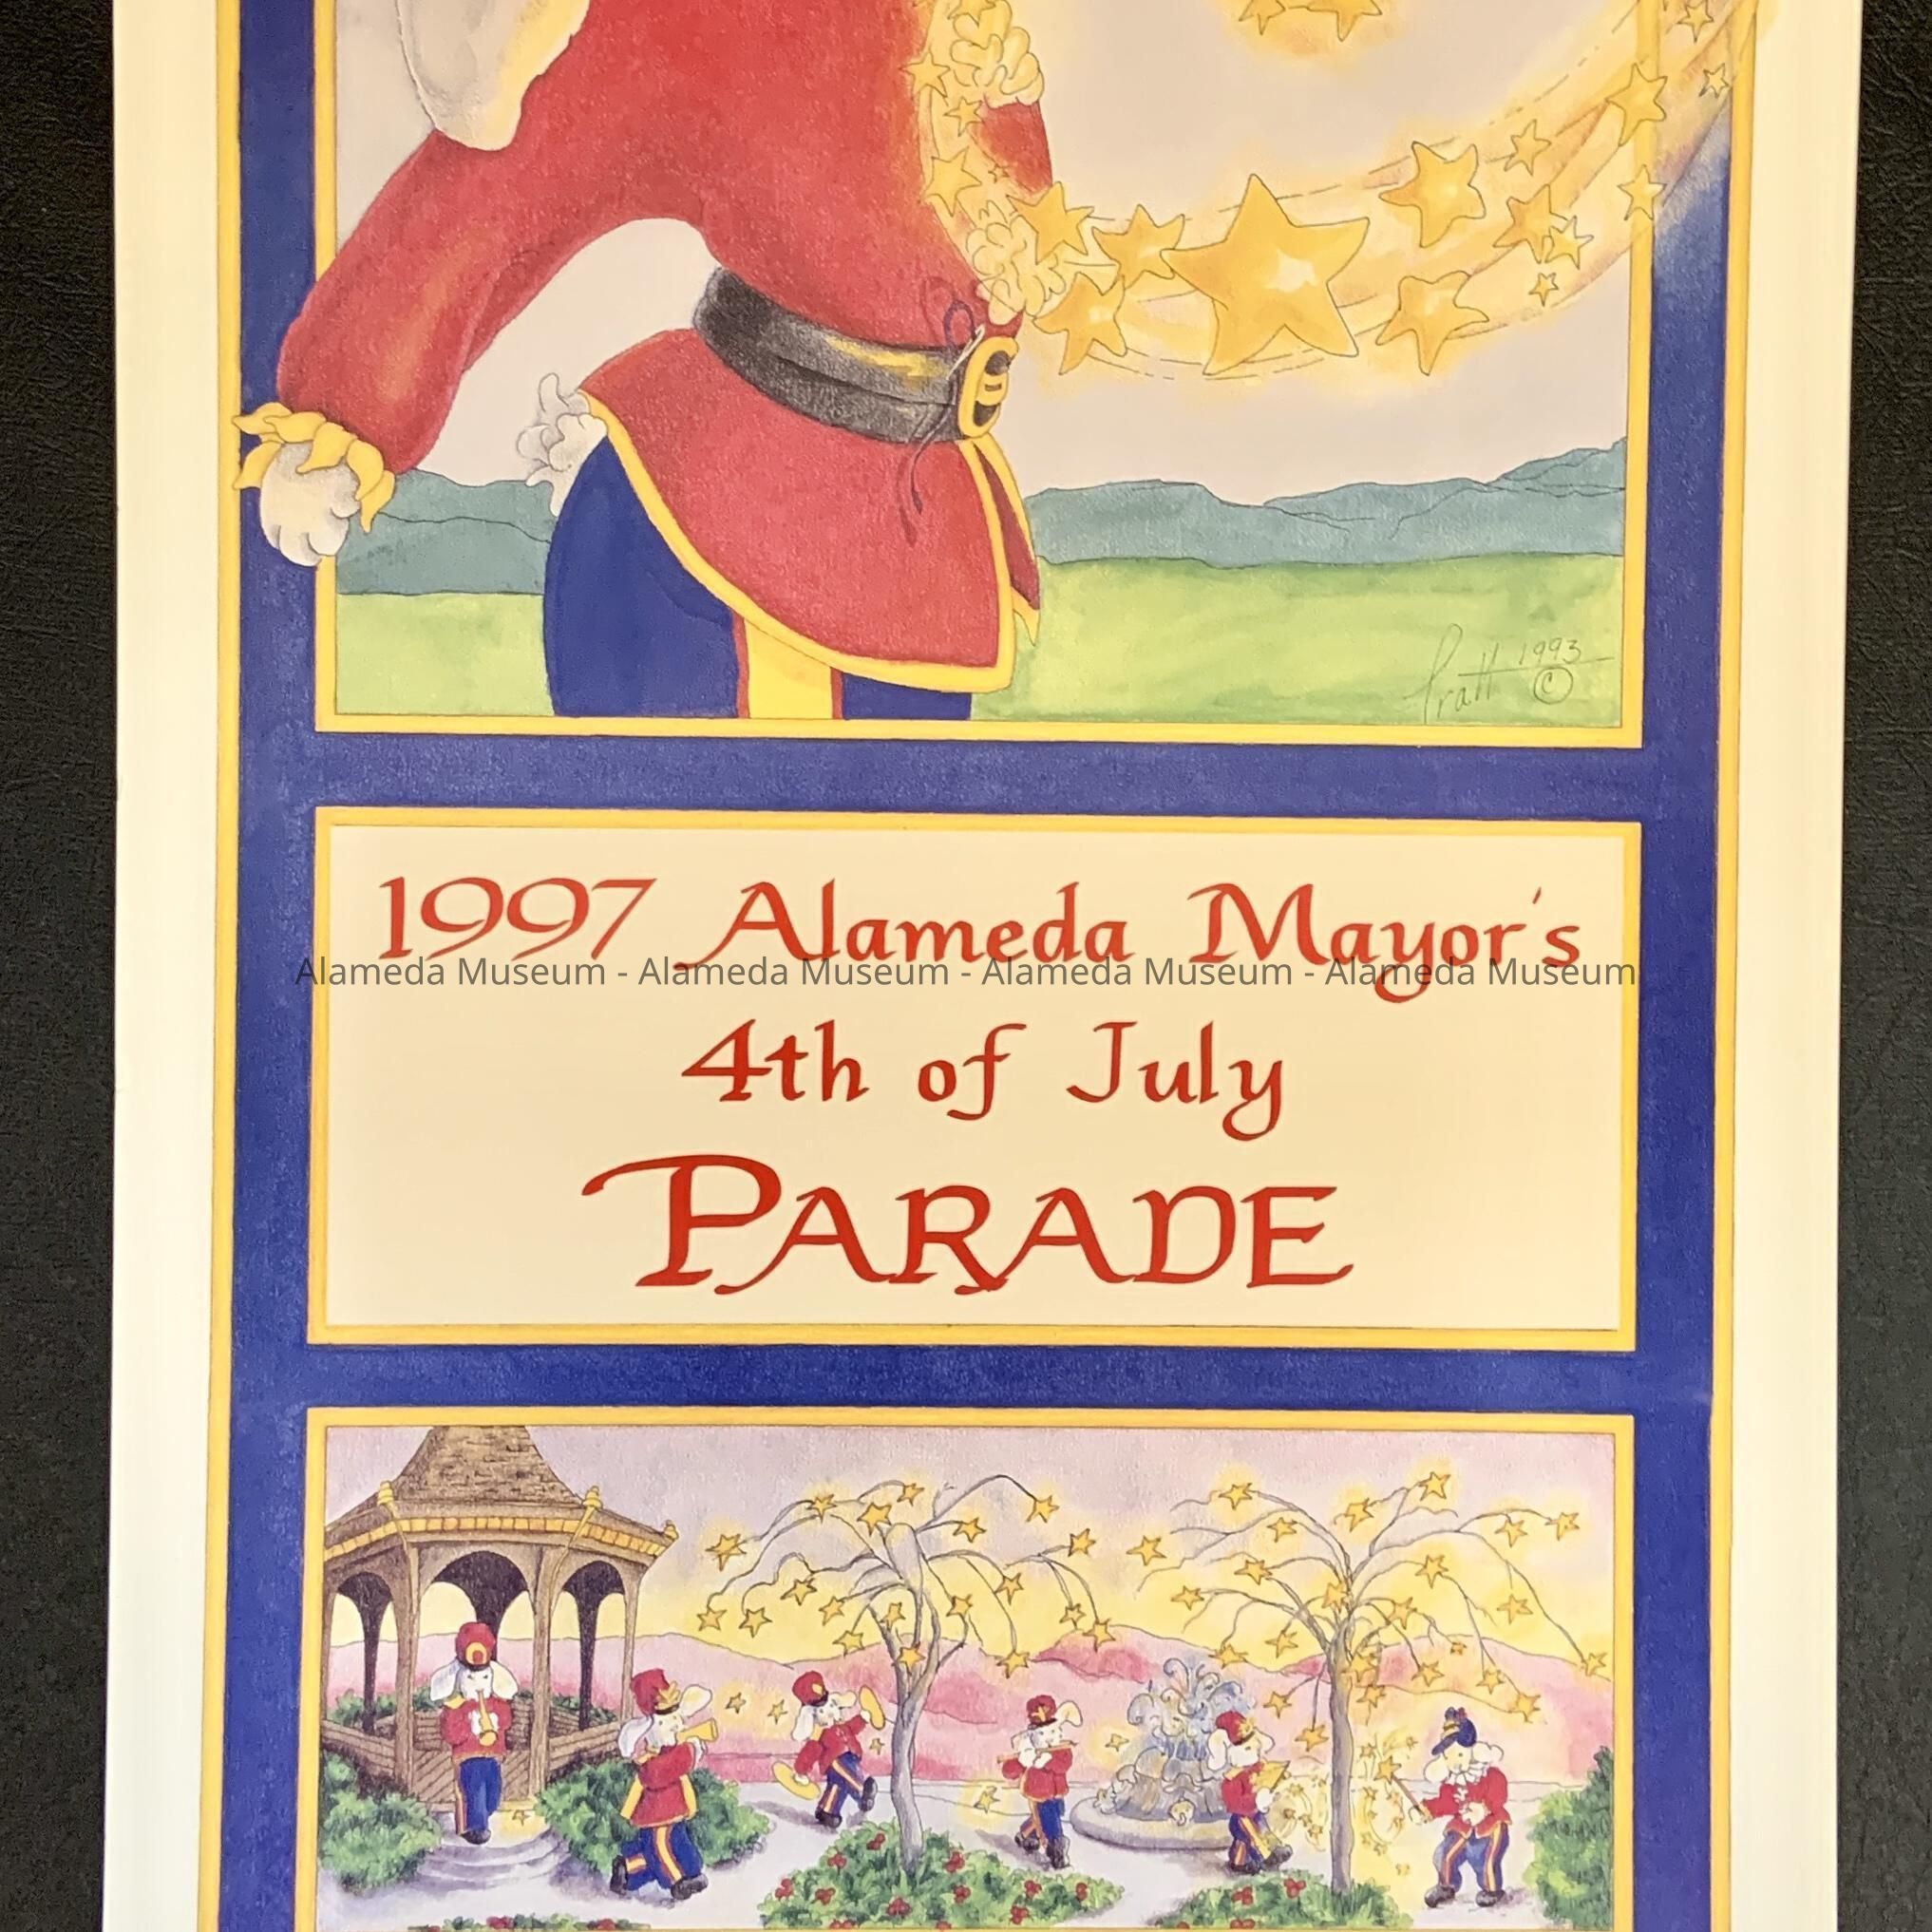 Pratt 1993
©
1997 Alameda Mayor's
Alameda Museum - Alameda Museum - Alameda Museum - Alameda Museum
4th of July
PARADE